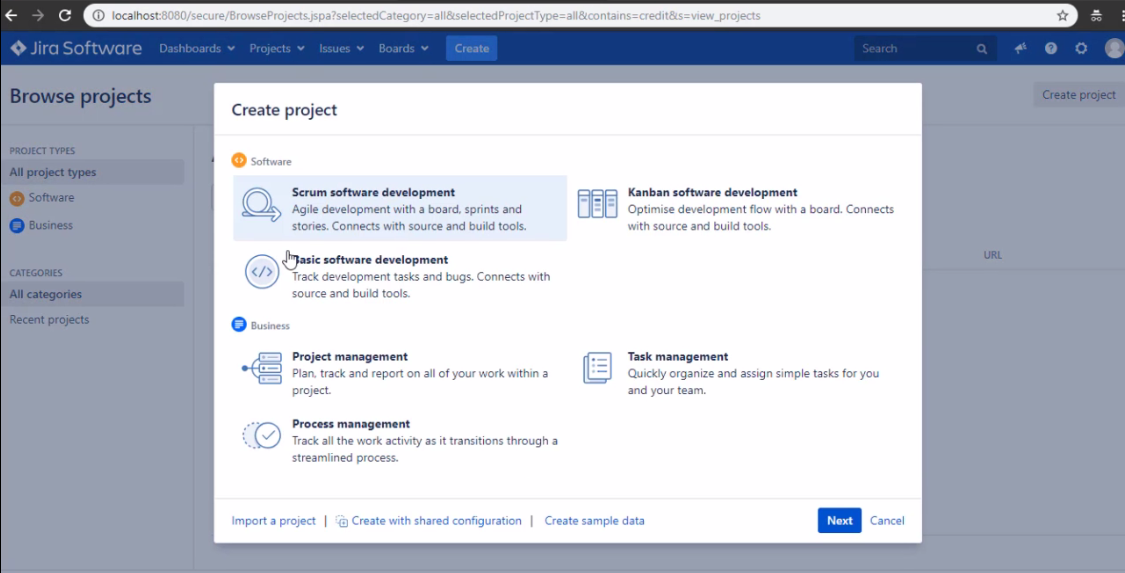 localhost:8080/secure/BrowseProjects.jspa?selectedCategory=all&selectedProjectType=all&contains=credit&s=view_projects
Jira Software Dashboards Projects Issues Boards Create Search
Browse projects
Create project
Create project
PROJECT TYPES
All project types
Software
Business
CATEGORIES
All categories
Recent projects
URL
Software
Scrum software development
Agile development with a board, sprints and
stories. Connects with source and build tools.
Kanban software development
Optimise development flow with a board. Connects
with source and build tools.
Basic software development
Track development tasks and bugs. Connects with
source and build tools.
Business
Project management
Plan, track and report on all of your work within a
project.
Task management
Quickly organize and assign simple tasks for you
and your team.
Process management
Track all the work activity as it transitions through a
streamlined process.
Import a project | Create with shared configuration | Create sample data
Next Cancel